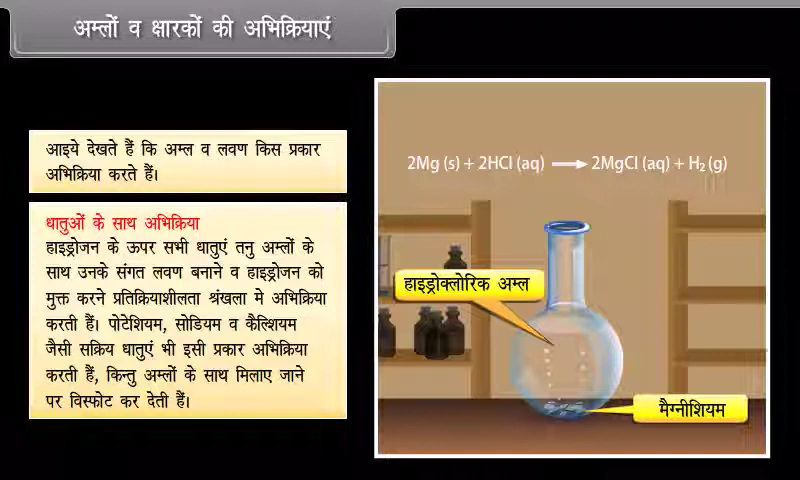 अम्लों व क्षारकों की अभिक्रियाएं
आइये देखते हैं कि अम्ल व लवण किस प्रकार
अभिक्रिया करते हैं।
धातुओं के साथ अभिक्रिया
हाइड्रोजन के ऊपर सभी धातुएं तनु अम्लों के
साथ उनके संगत लवण बनाने व हाइड्रोजन को
मुक्त करने प्रतिक्रियाशीलता श्रंखला मे अभिक्रिया
करती हैं। पोटेशियम, सोडियम व कैल्शियम
जैसी सक्रिय धातुएं भी इसी प्रकार अभिक्रिया
करती हैं, किन्तु अम्लों के साथ मिलाए जाने
पर विस्फोट कर देती हैं।
2Mg (s) + 2HCl (aq) ⟶ 2MgCl (aq) + H₂ (g)
हाइड्रोक्लोरिक अम्ल
मैग्नीशियम